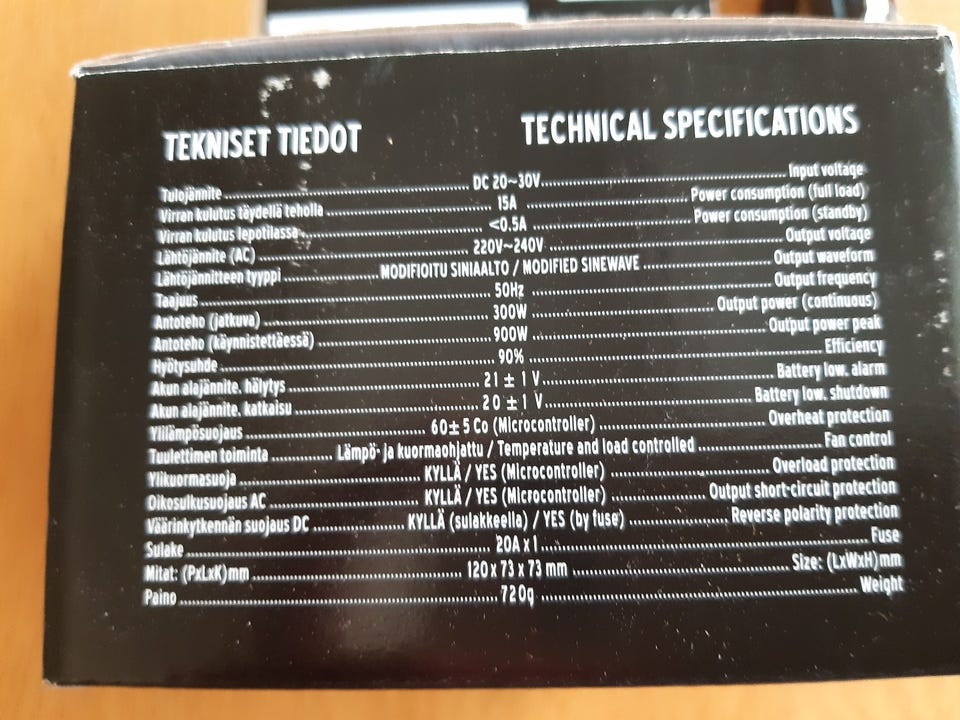 TEKNISET TIEDOT TECHNICAL SPECIFICATIONS
Tulojännite DC 20~30V Input voltage
Virran kulutus täydellä teholla 15A Power consumption (full load)
Virran kulutus lepotilassa <0.5A Power consumption (standby)
Lähtöjännite (AC) 220V~240V Output voltage
Lähtöjännitteen tyyppi MODIFIOITU SINIAALTO / MODIFIED SINEWAVE Output waveform
Taajuus 50Hz Output frequency
Antoteho (jatkuva) 300W Output power (continuous)
Antoteho (käynnistettäessä) 900W Output power peak
Hyötysuhde 90% Efficiency
Akun alajännite, hälytys 21 ± 1 V Battery low. alarm
Akun alajännite, katkaisu 20 ± 1 V Battery low. shutdown
Ylilämpösuojaus 60± 5 Co (Microcontroller) Overheat protection
Tuulettimen toiminta Lämpö- ja kuormaohjattu / Temperature and load controlled Fan control
Ylikuormasuoja KYLLÄ / YES (Microcontroller) Overload protection
Oikosulkusuojaus AC KYLLÄ / YES (Microcontroller) Output short-circuit protection
Väärinkytkennän suojaus DC KYLLÄ (sulakkeella) / YES (by fuse) Reverse polarity protection
Sulake 20A x 1 Fuse
Mitat: (PxLxK)mm 120 x 73 x 73 mm Size: (LxWxH)mm
Paino 720g Weight